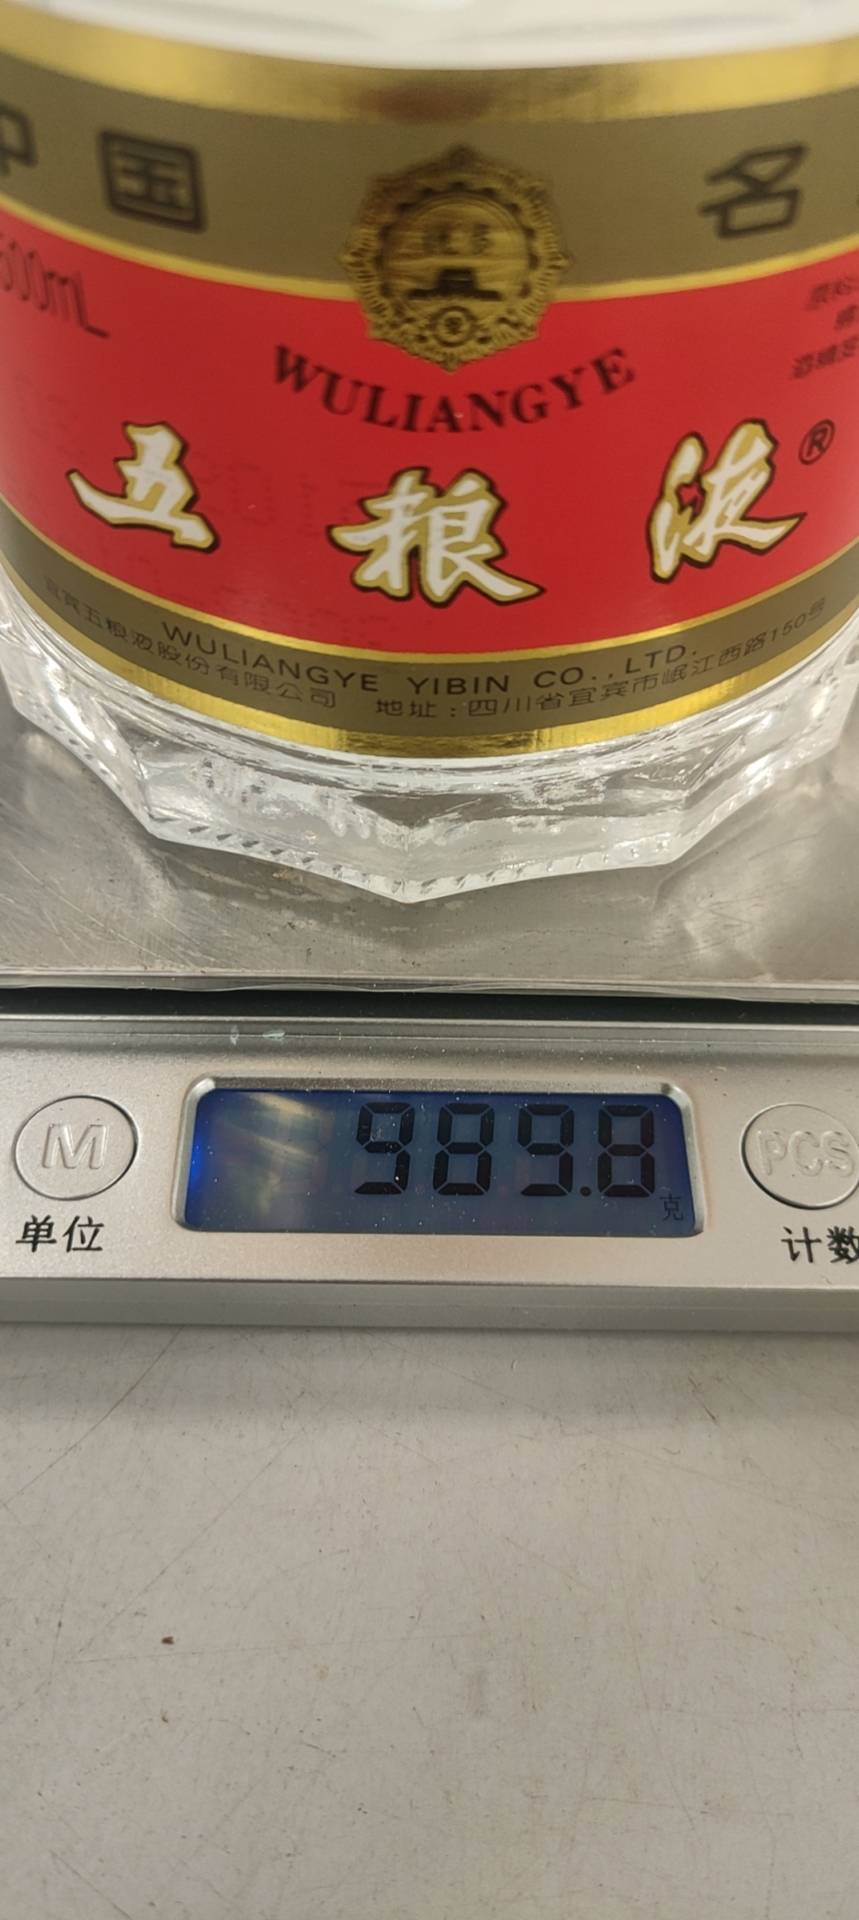 中国 名
500mL
WULIANGYE
五粮液®
WULIANGYE YIBIN CO., LTD.
宜宾五粮液股份有限公司 地址：四川省宜宾市岷江西路150号
989.8
克
M
PCS
单位
计数